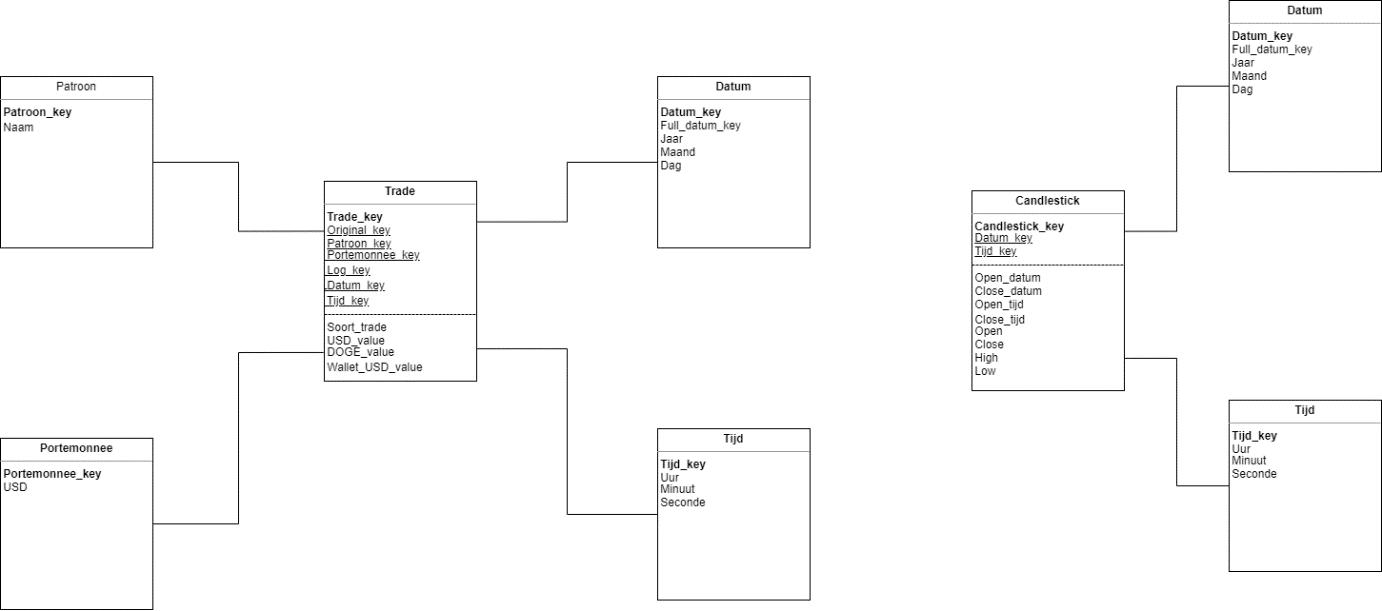 Patroon
Patroon_key
Naam
Portemonnee
Portemonnee_key
USD
Trade
Trade_key
Original_key
Patroon_key
Portemonnee_key
Log_key
Datum_key
Tijd_key
Soort_trade
USD_value
DOGE_value
Wallet_USD_value
Datum
Datum_key
Full_datum_key
Jaar
Maand
Dag
Tijd
Tijd_key
Uur
Minuut
Seconde
Candlestick
Candlestick_key
Datum_key
Tijd_key
Open_datum
Close_datum
Open_tijd
Close_tijd
Open
Close
High
Low
Datum
Datum_key
Full_datum_key
Jaar
Maand
Dag
Tijd
Tijd_key
Uur
Minuut
Seconde